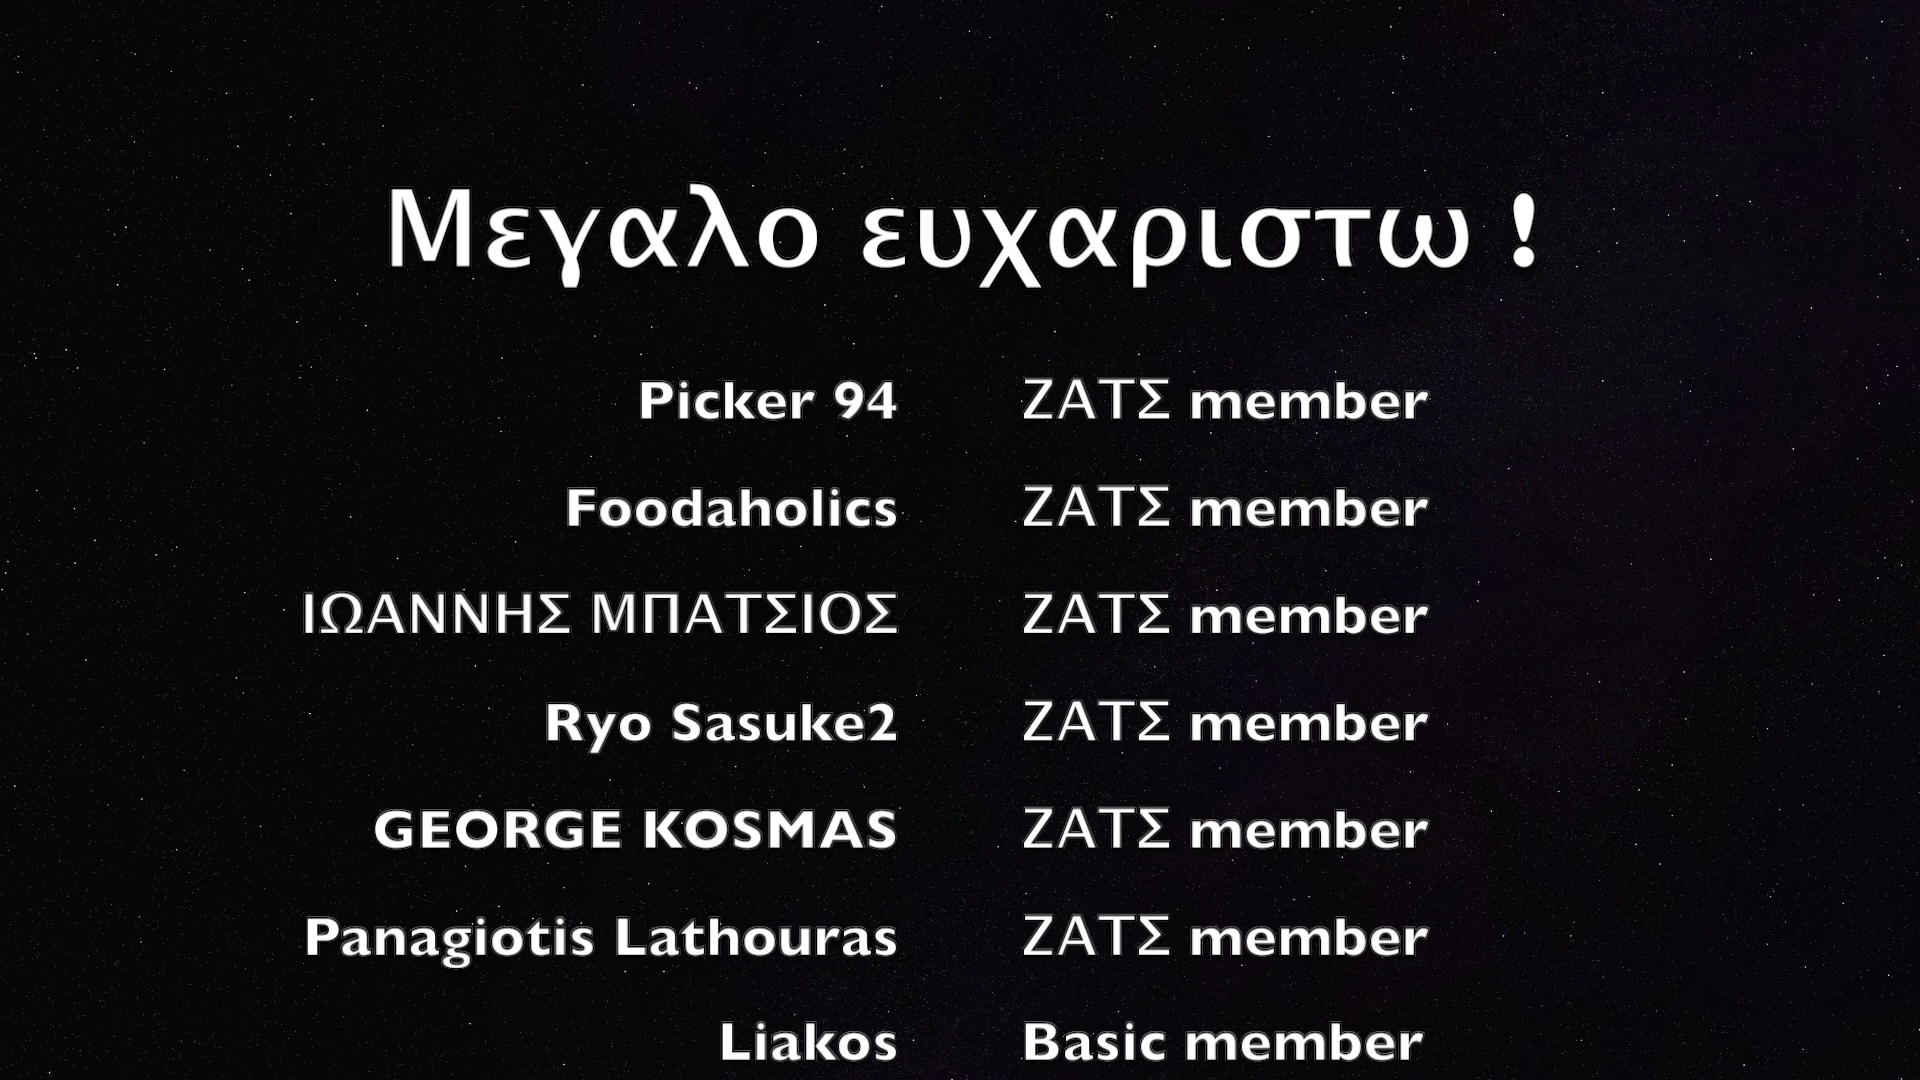 Μεγαλο ευχαριστω !
Picker 94 ΖΑΤΣ member
Foodaholics ΖΑΤΣ member
ΙΩΑΝΝΗΣ ΜΠΑΤΣΙΟΣ ΖΑΤΣ member
Ryo Sasuke2 ΖΑΤΣ member
GEORGE KOSMAS ΖΑΤΣ member
Panagiotis Lathouras ΖΑΤΣ member
Liakos Basic member